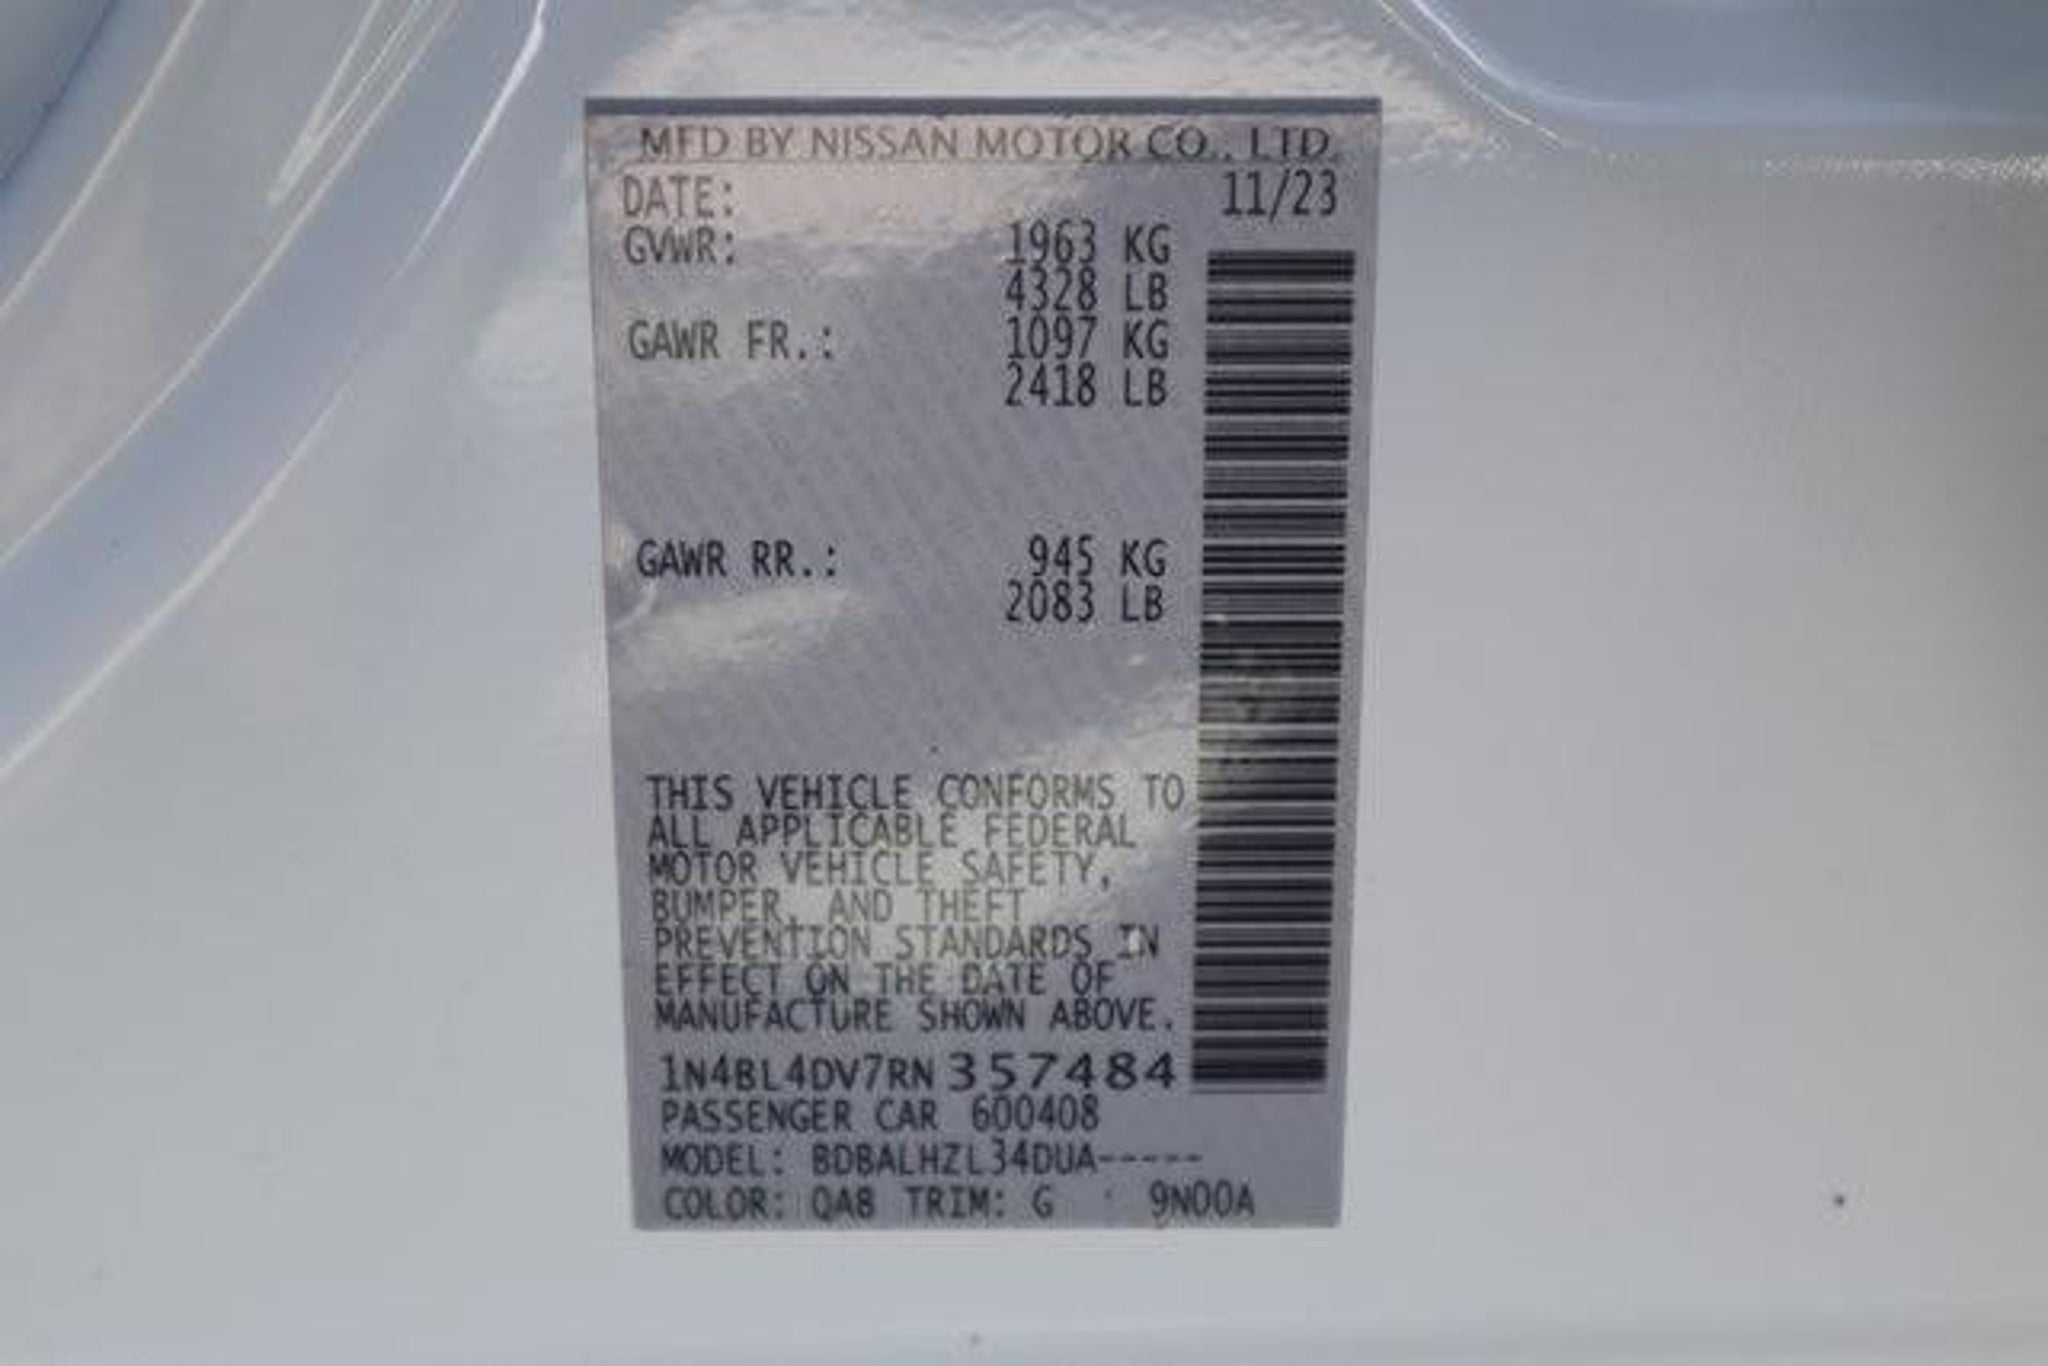 MFD BY NISSAN MOTOR CO., LTD.
DATE: 11/23
GVWR: 1963 KG
4328 LB
GAWR FR.: 1097 KG
2418 LB
GAWR RR.: 945 KG
2083 LB
THIS VEHICLE CONFORMS TO
ALL APPLICABLE FEDERAL
MOTOR VEHICLE SAFETY,
BUMPER, AND THEFT
PREVENTION STANDARDS IN
EFFECT ON THE DATE OF
MANUFACTURE SHOWN ABOVE.
1N4BL4DV7RN357484
PASSENGER CAR 600408
MODEL: BDBALHZL34DUA-----
COLOR: QAB TRIM: G 9N00A